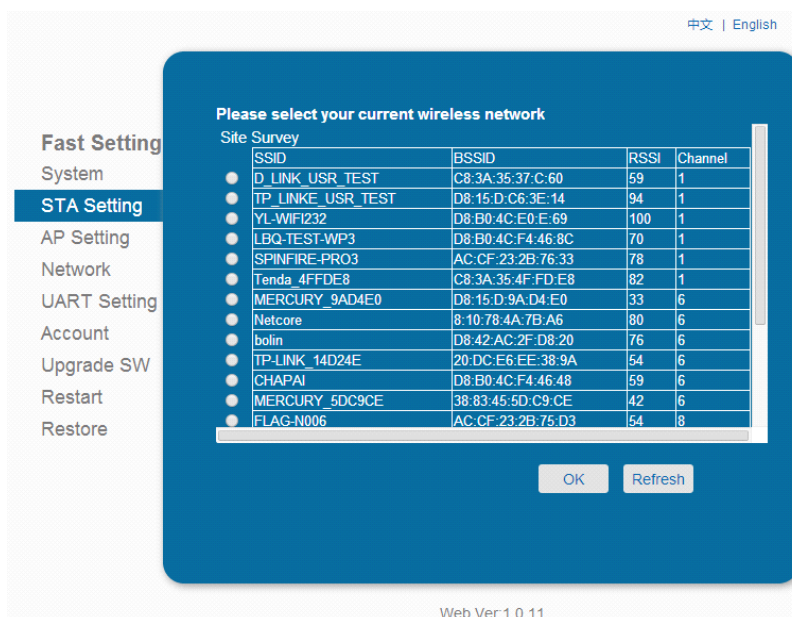 中文 | English
Please select your current wireless network
Site Survey
SSID BSSID RSSI Channel
D_LINK_USR_TEST C8:3A:35:37:C:60 59 1
TP_LINKE_USR_TEST D8:15:D:C6:3E:14 94 1
YL-WIFI232 D8:B0:4C:E0:E:69 100 1
LBQ-TEST-WP3 D8:B0:4C:F4:46:8C 70 1
SPINFIRE-PRO3 AC:CF:23:2B:76:33 78 1
Tenda_4FFDE8 C8:3A:35:4F:FD:E8 82 1
MERCURY_9AD4E0 D8:15:D:9A:D4:E0 33 6
Netcore 8:10:78:4A:7B:A6 80 6
bolin D8:42:AC:2F:D8:20 76 6
TP-LINK_14D24E 20:DC:E6:EE:38:9A 54 6
CHAPAI D8:B0:4C:F4:46:48 59 6
MERCURY_5DC9CE 38:83:45:5D:C9:CE 42 6
FLAG-N006 AC:CF:23:2B:75:D3 54 8
OK Refresh
Fast Setting
System
STA Setting
AP Setting
Network
UART Setting
Account
Upgrade SW
Restart
Restore
Web Ver:1.0.11